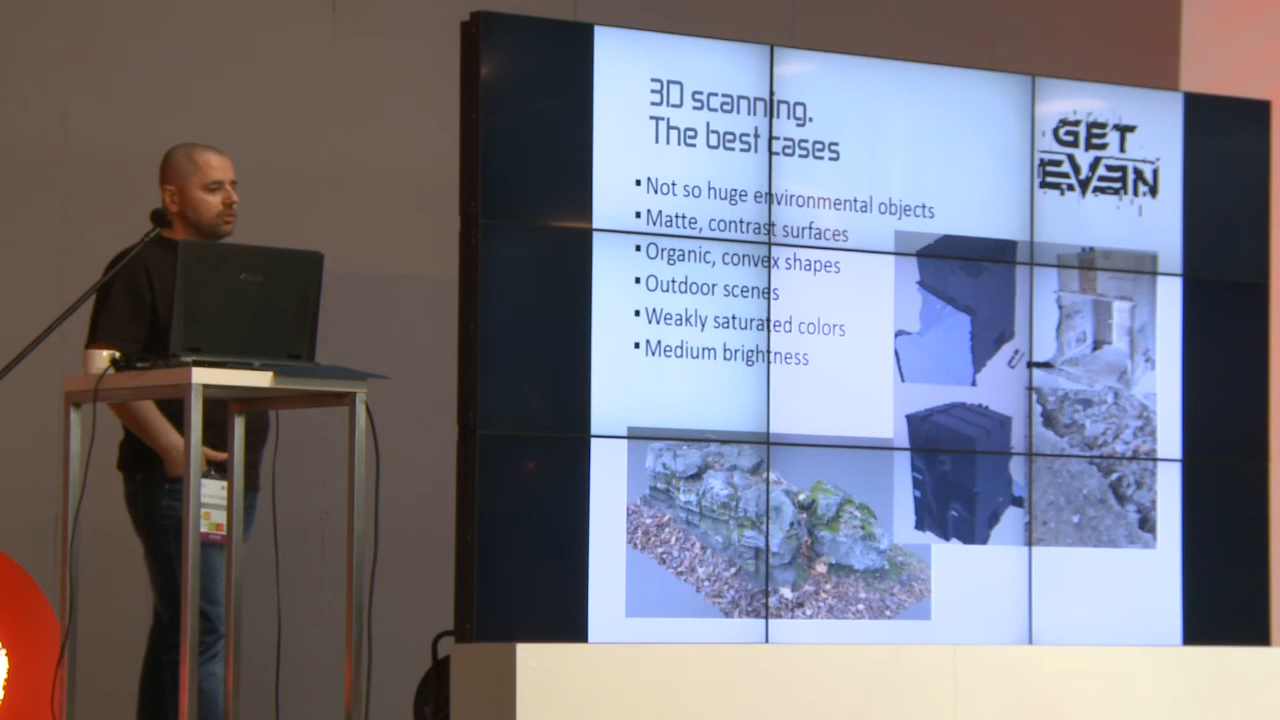 3D scanning.
The best cases
GET
EVEN
Not so huge environmental objects
Matte, contrast surfaces
Organic, convex shapes
Outdoor scenes
Weakly saturated colors
Medium brightness